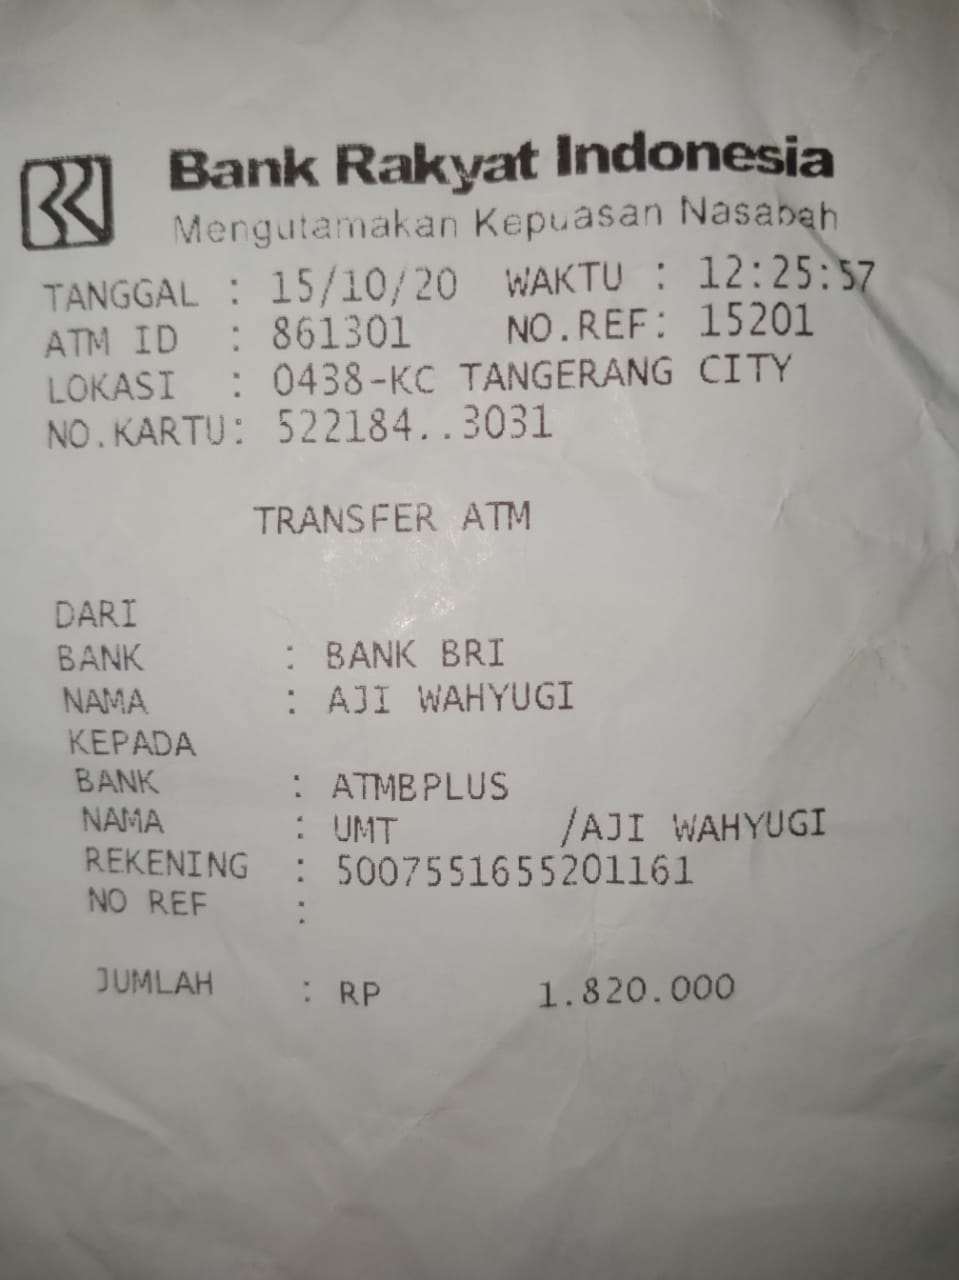 Bank Rakyat Indonesia
Mengutamakan Kepuasan Nasabah
TANGGAL : 15/10/20 WAKTU : 12:25:57
ATM ID : 861301 NO.REF: 15201
LOKASI : 0438-KC TANGERANG CITY
NO.KARTU: 522184..3031
TRANSFER ATM
DARI
BANK : BANK BRI
NAMA : AJI WAHYUGI
KEPADA
BANK : ATMBPLUS
NAMA : UMT /AJI WAHYUGI
REKENING : 5007551655201161
NO REF :
JUMLAH : RP 1.820.000